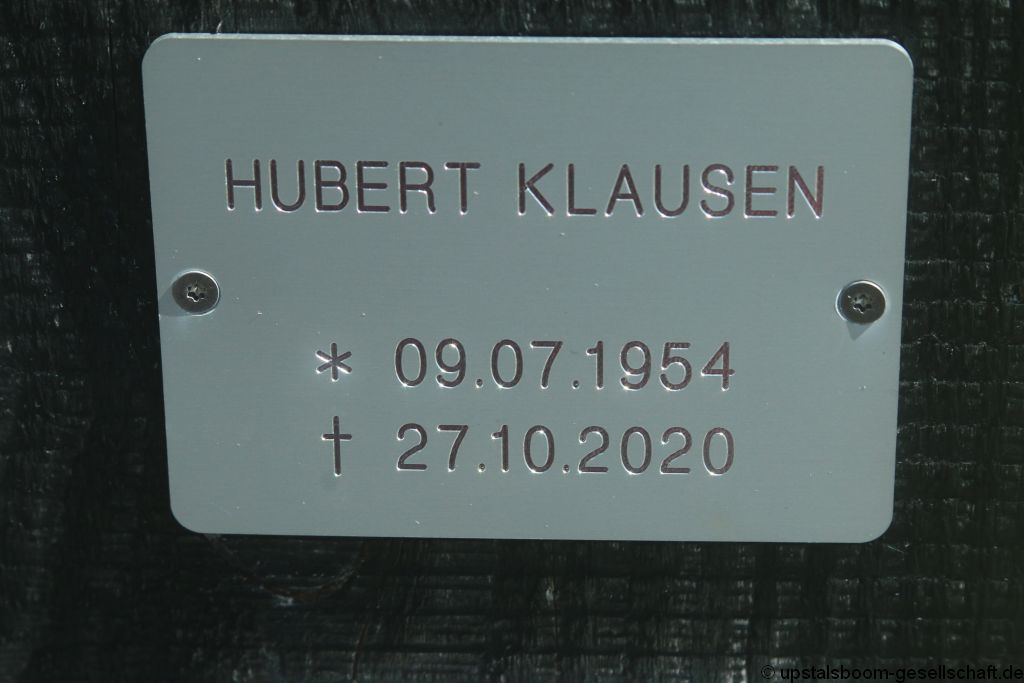 HUBERT KLAUSEN
* 09.07.1954
† 27.10.2020
© upstalsboom-gesellschaft.de